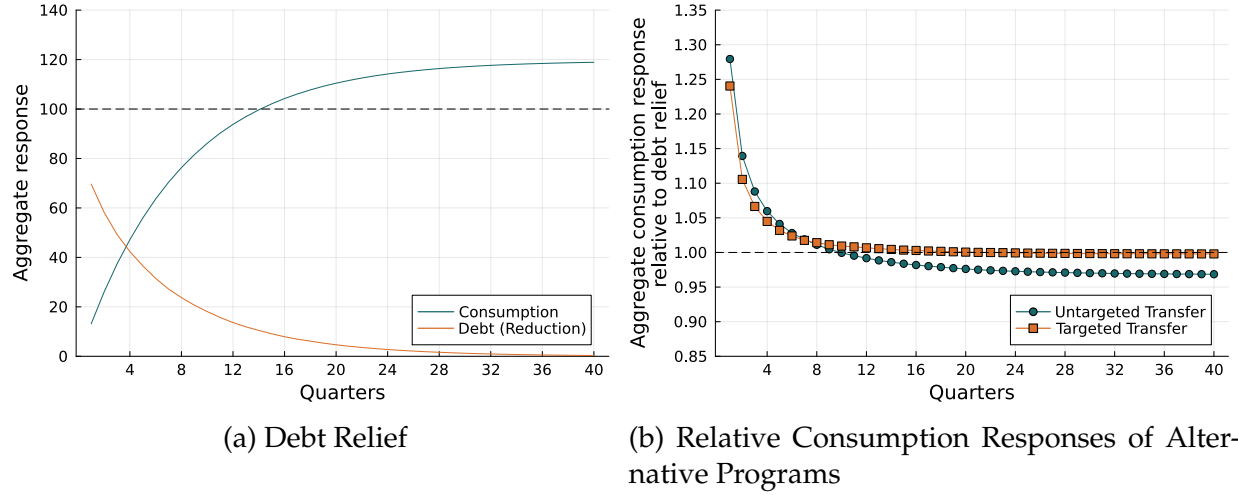 140
120
100
80
60
40
20
0
Aggregate response
4 8 12 16 20 24 28 32 36 40
Quarters
Consumption
Debt (Reduction)
(a) Debt Relief
1.35
1.30
1.25
1.20
1.15
1.10
1.05
1.00
0.95
0.90
0.85
Aggregate consumption response
relative to debt relief
4 8 12 16 20 24 28 32 36 40
Quarters
Untargeted Transfer
Targeted Transfer
(b) Relative Consumption Responses of Alter-
native Programs